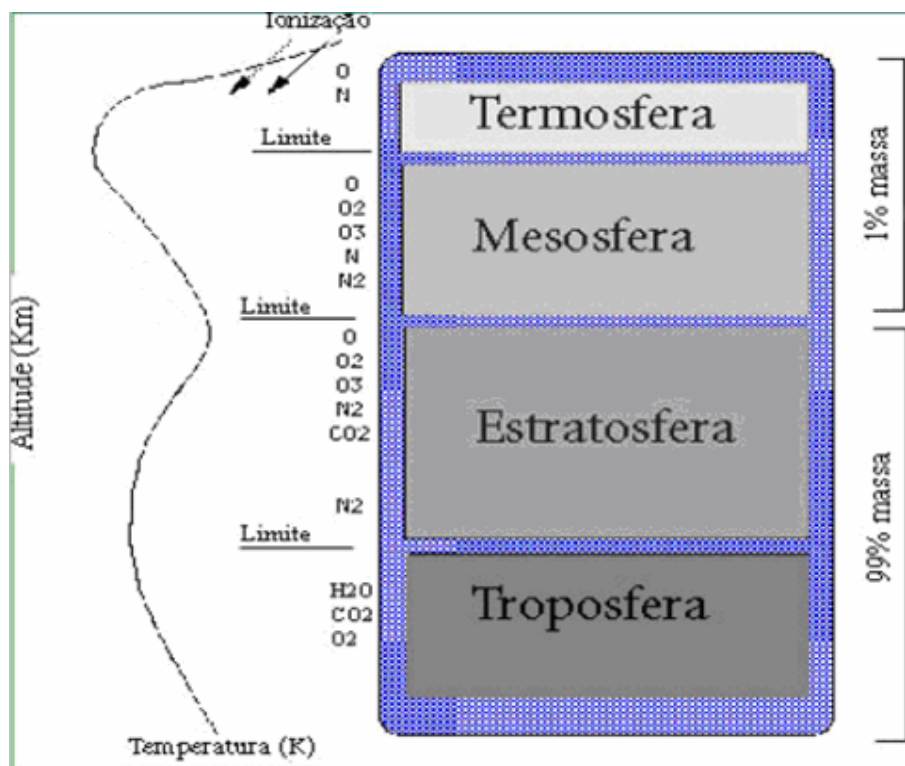 Ionização
O
N
Termosfera
Limite
O
O2
O3
N
N2
Mesosfera
1% massa
Limite
O
O2
O3
N2
CO2
Estratosfera
Altitude (Km)
N2
Limite
99% massa
H2O
CO2
O2
Troposfera
Temperatura (K)